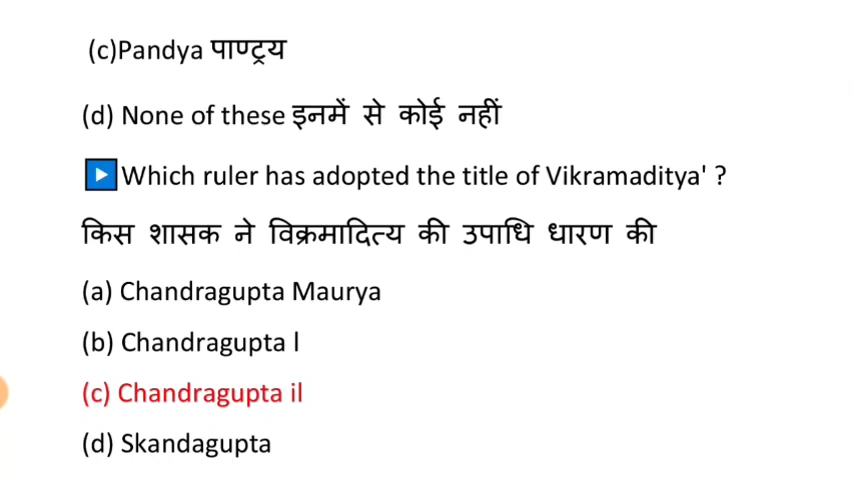 (c)Pandya पाण्ट्रय
(d) None of these इनमें से कोई नहीं
Which ruler has adopted the title of Vikramaditya' ?
किस शासक ने विक्रमादित्य की उपाधि धारण की
(a) Chandragupta Maurya
(b) Chandragupta l
(c) Chandragupta il
(d) Skandagupta